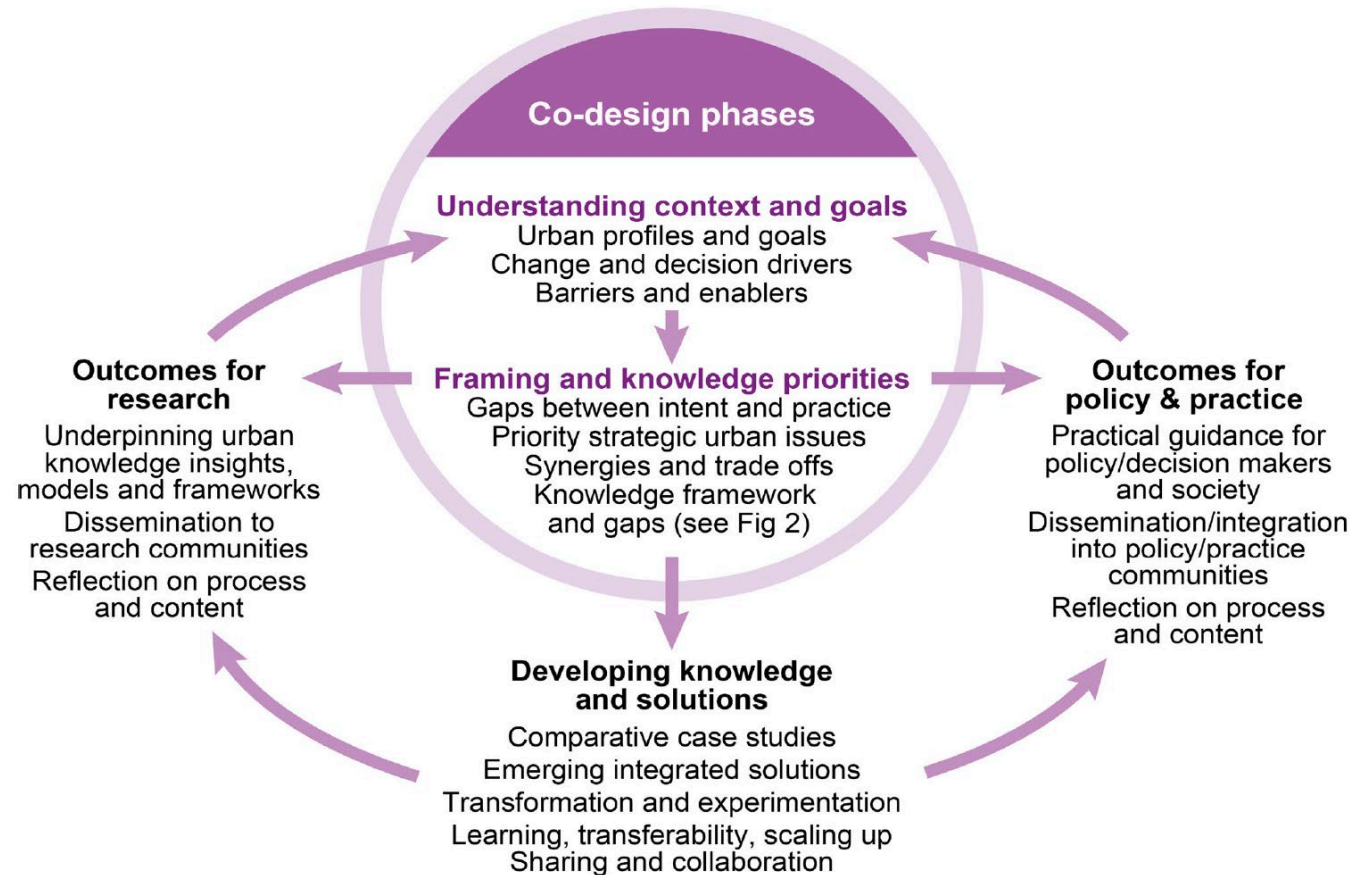 Co-design phases
Understanding context and goals
Urban profiles and goals
Change and decision drivers
Barriers and enablers
Framing and knowledge priorities
Gaps between intent and practice
Priority strategic urban issues
Synergies and trade offs
Knowledge framework
and gaps (see Fig 2)
Outcomes for
research
Underpinning urban
knowledge insights,
models and frameworks
Dissemination to
research communities
Reflection on process
and content
Outcomes for
policy & practice
Practical guidance for
policy/decision makers
and society
Dissemination/integration
into policy/practice
communities
Reflection on process
and content
Developing knowledge
and solutions
Comparative case studies
Emerging integrated solutions
Transformation and experimentation
Learning, transferability, scaling up
Sharing and collaboration